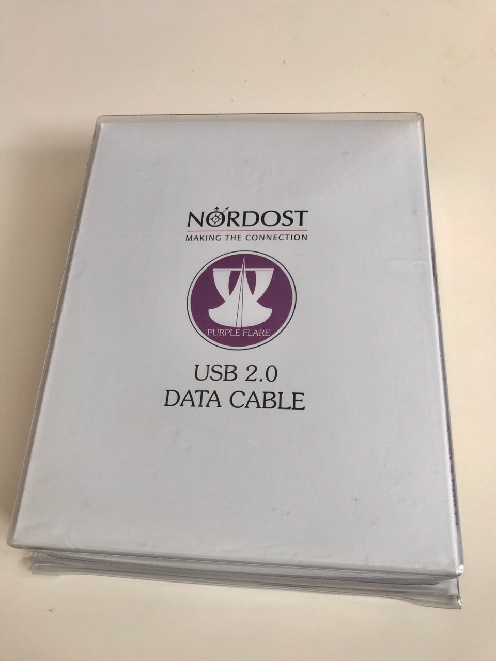 NORDOST
MAKING THE CONNECTION
PURPLE FLARE
USB 2.0
DATA CABLE